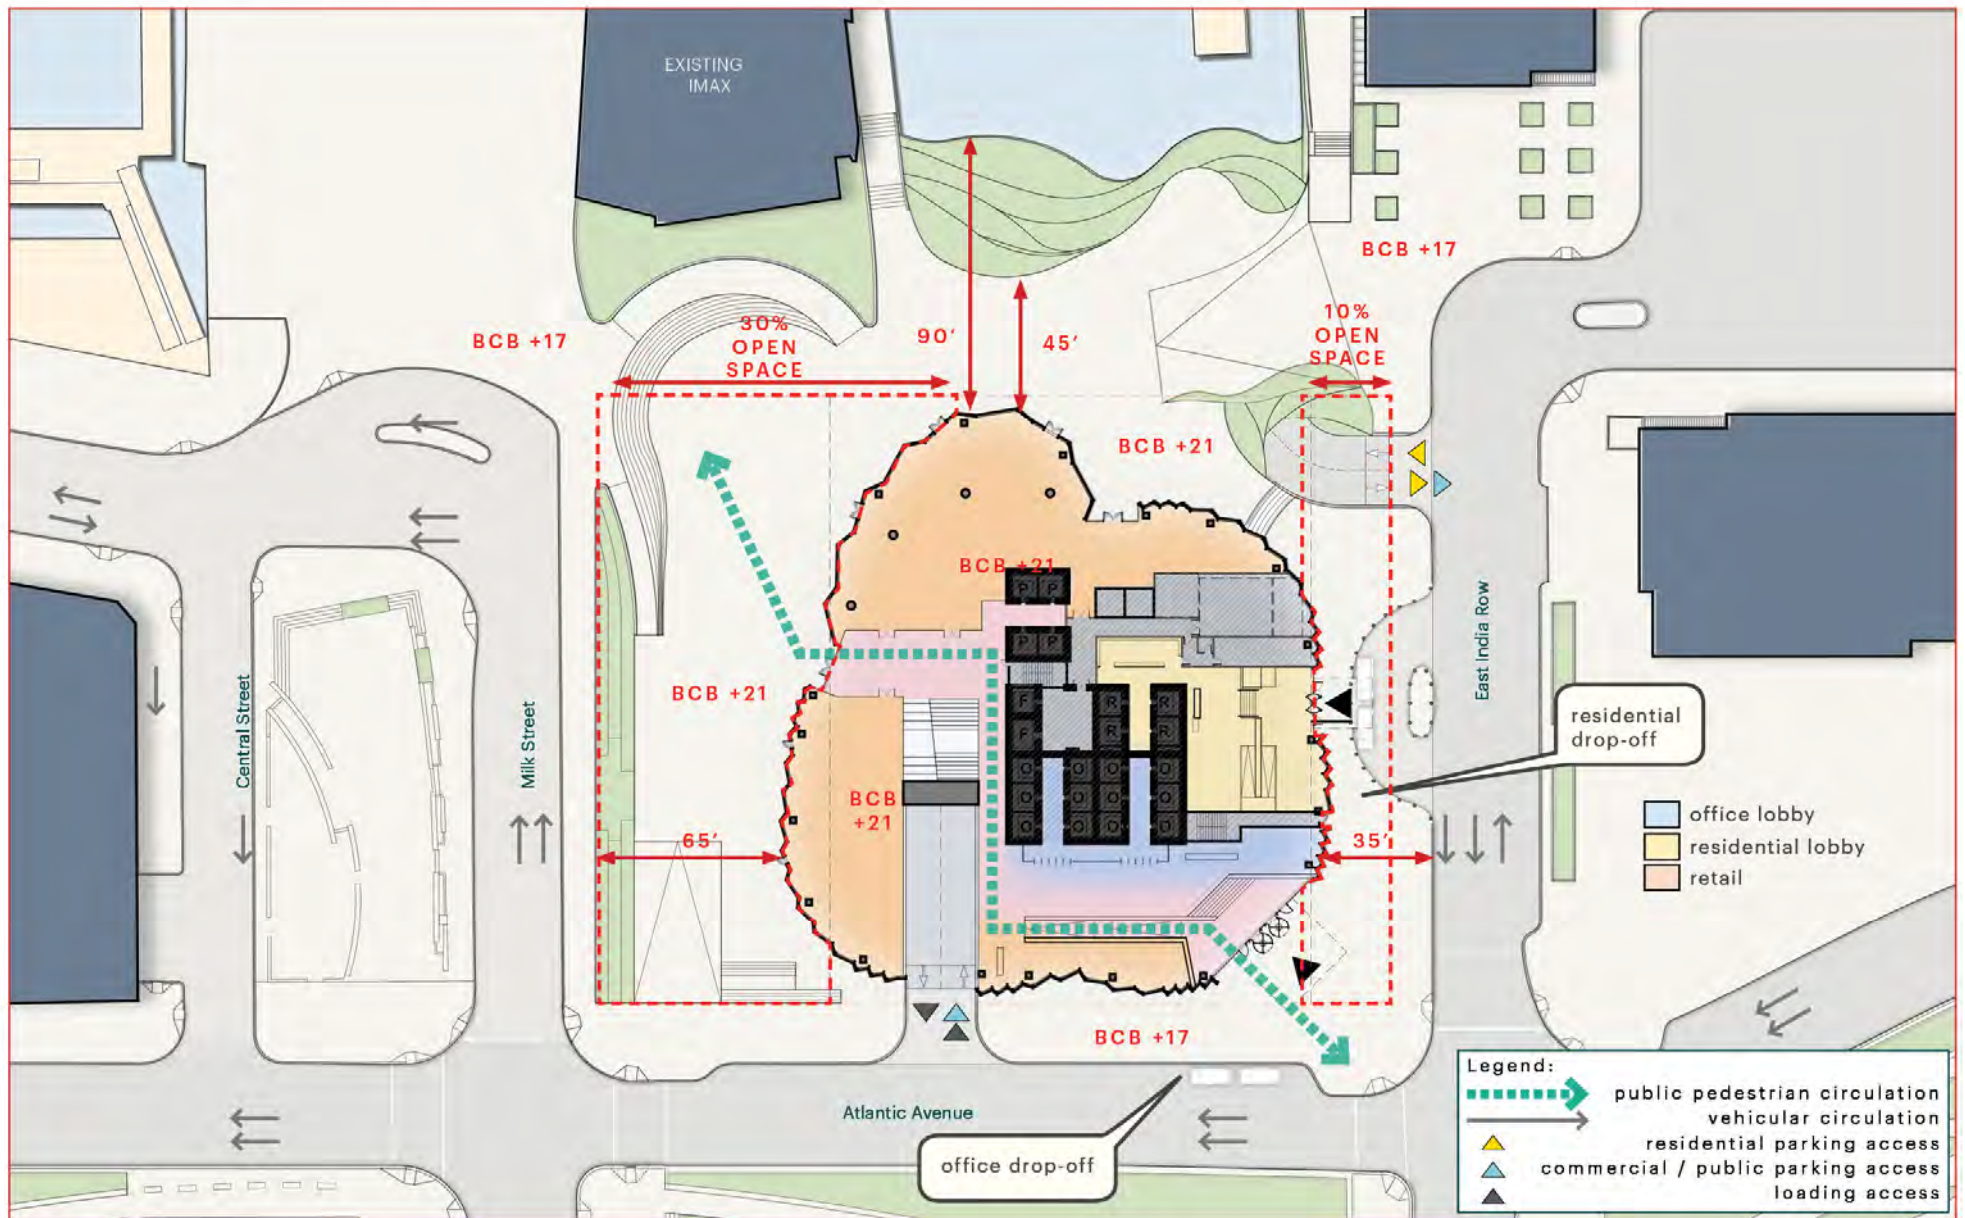 EXISTING
IMAX
BCB +17
BCB +17
30%
OPEN
SPACE
90'
45'
10%
OPEN
SPACE
BCB +21
BCB +21
P P
P P
BCB +21
F R R
F R R
O O O O
O O O O
O O O O
BCB
+21
65'
35'
Central Street
Milk Street
East India Row
residential
drop-off
office lobby
residential lobby
retail
BCB +17
Atlantic Avenue
office drop-off
Legend:
public pedestrian circulation
vehicular circulation
residential parking access
commercial / public parking access
loading access